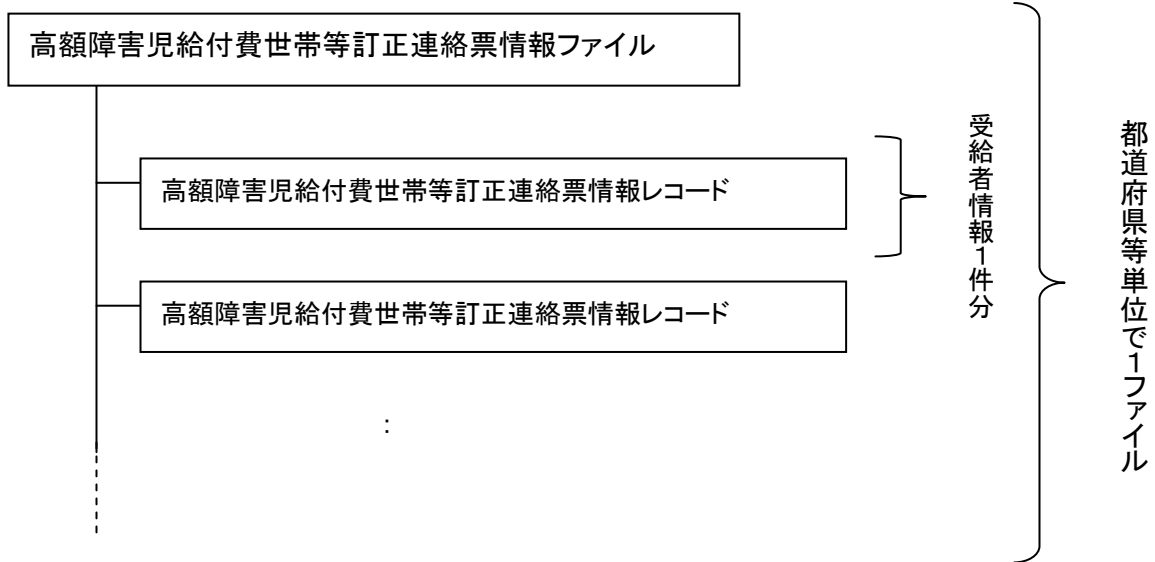 高額障害児給付費世帯等訂正連絡票情報ファイル
高額障害児給付費世帯等訂正連絡票情報レコード
高額障害児給付費世帯等訂正連絡票情報レコード
:
受給者情報1件分
都道府県等単位で1ファイル